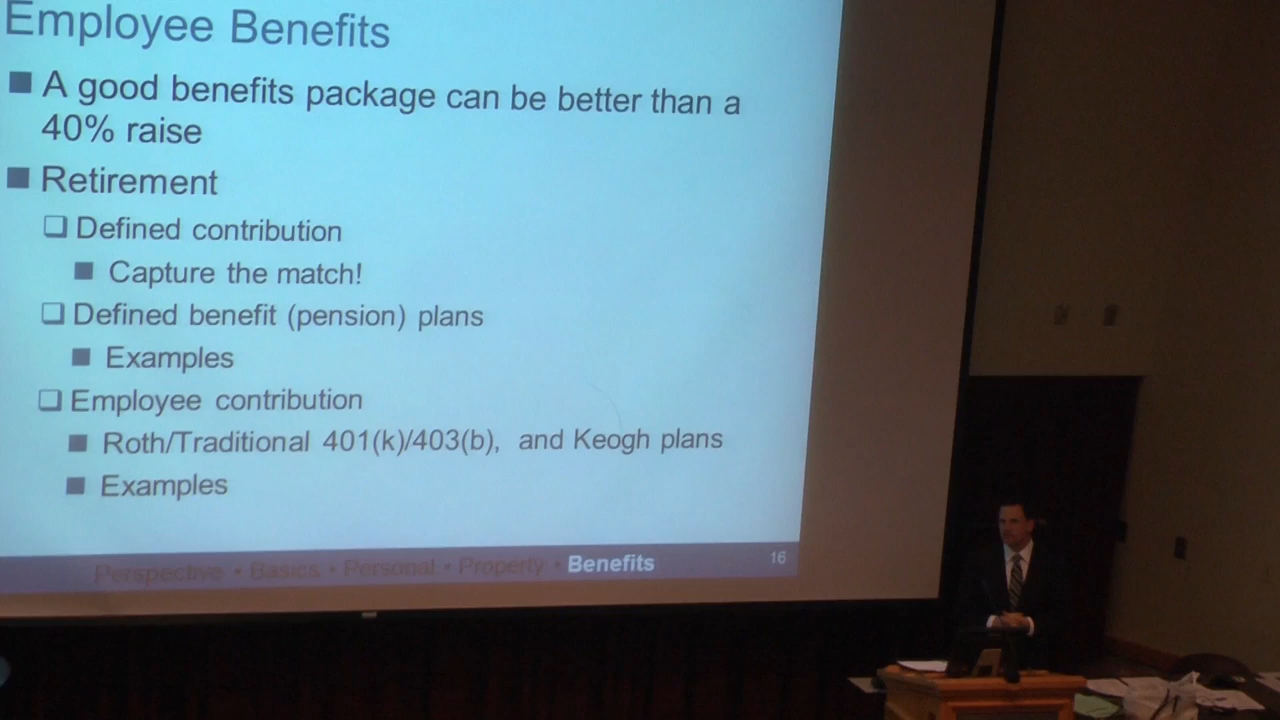 Employee Benefits
A good benefits package can be better than a
40% raise
Retirement
Defined contribution
Capture the match!
Defined benefit (pension) plans
Examples
Employee contribution
Roth/Traditional 401(k)/403(b), and Keogh plans
Examples
Perspective • Basics • Personal • Property • Benefits 16